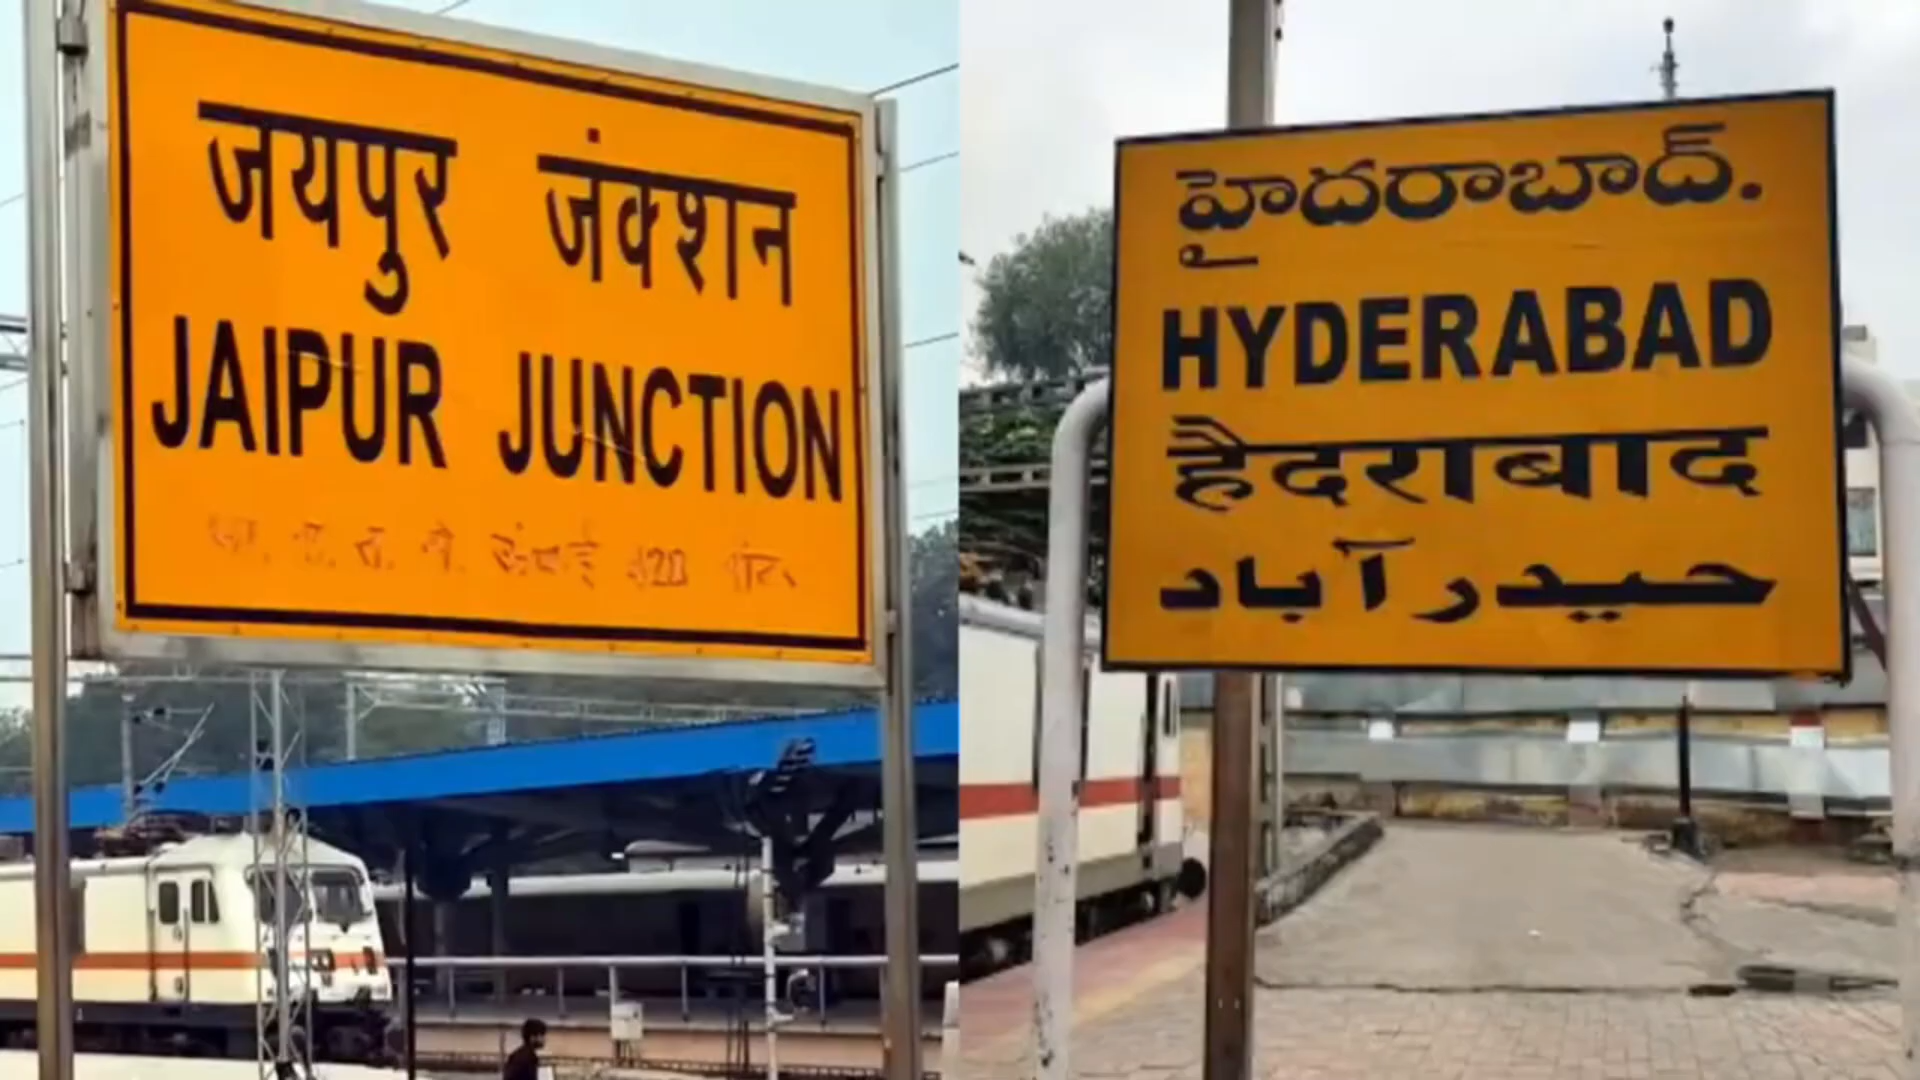 जयपुर जंक्शन
JAIPUR JUNCTION
హైదరాబాద్.
HYDERABAD
हैदराबाद
حیدرآباد